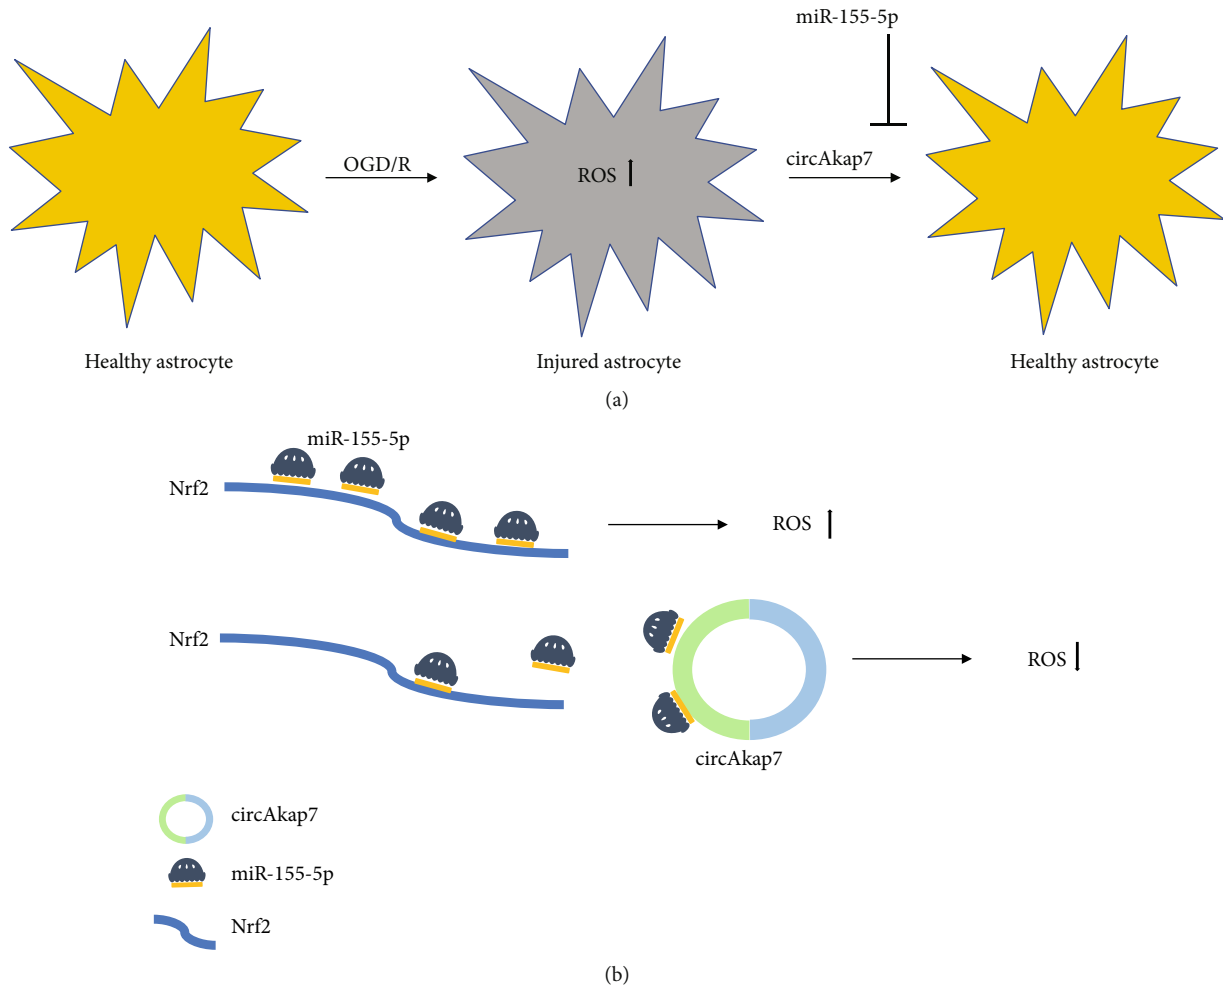 miR-155-5p
OGD/R
ROS
circAkap7
Healthy astrocyte
Injured astrocyte
Healthy astrocyte
(a)
miR-155-5p
Nrf2
ROS
Nrf2
ROS
circAkap7
circAkap7
miR-155-5p
Nrf2
(b)